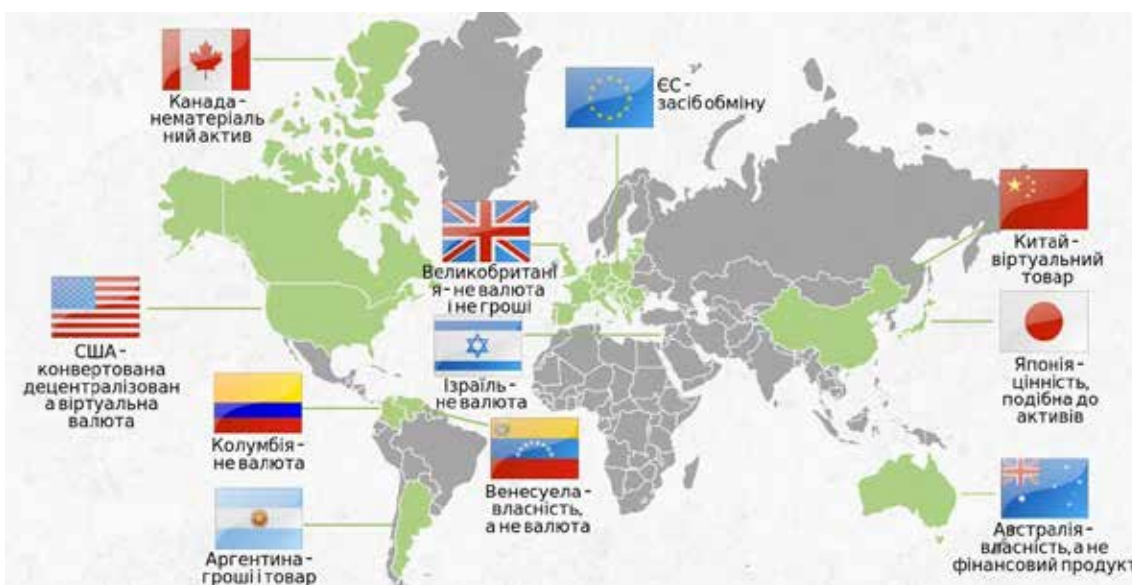 Канада–
нематеріаль
ний актив
ЄС -
засіб обміну
Великобритані
я–не валюта
і не гроші
Китай–
віртуальний
товар
США–
конвертована
децентралізован
а віртуальна
валюта
Ізраїль–
не валюта
Японія–
цінність,
подібна до
активів
Колумбія–
не валюта
Венесуела–
власність,
а не валюта
Аргентина–
гроші і товар
Австралія–
власність, а не
фінансовий продукт